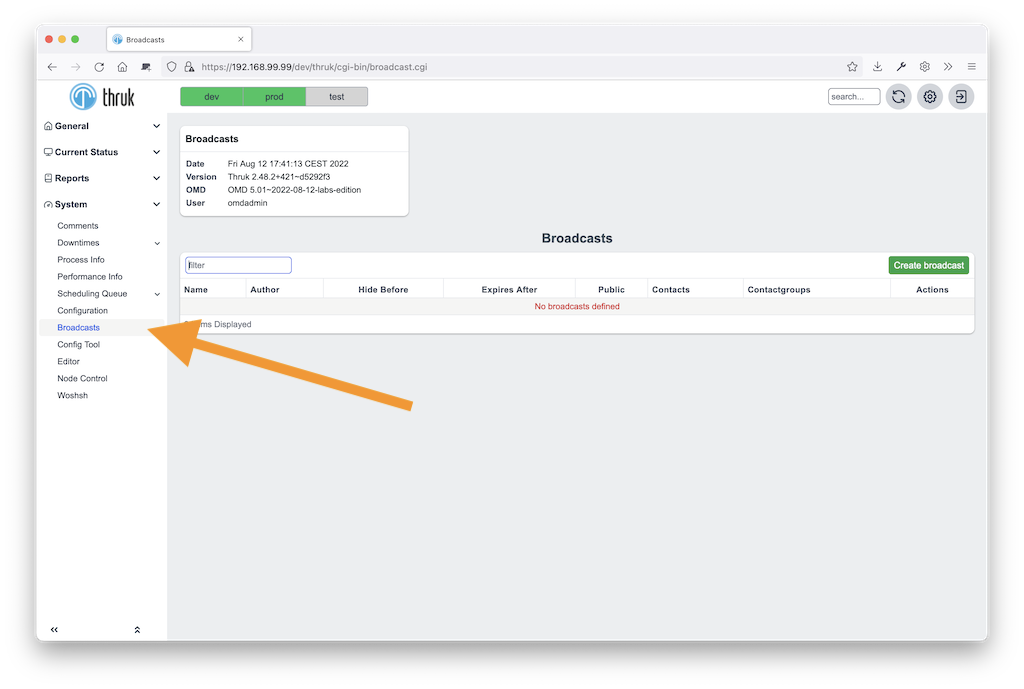 Broadcasts
https://192.168.99.99/dev/thruk/cgi-bin/broadcast.cgi
thruk
dev prod test
search...
General
Current Status
Reports
System
Comments
Downtimes
Process Info
Performance Info
Scheduling Queue
Configuration
Broadcasts
Config Tool
Editor
Node Control
Woshsh
Broadcasts
Date Fri Aug 12 17:41:13 CEST 2022
Version Thruk 2.48.2+421~d5292f3
OMD OMD 5.01~2022-08-12-labs-edition
User omdadmin
Broadcasts
filter
Create broadcast
Name Author Hide Before Expires After Public Contacts Contactgroups Actions
No broadcasts defined
Displayed